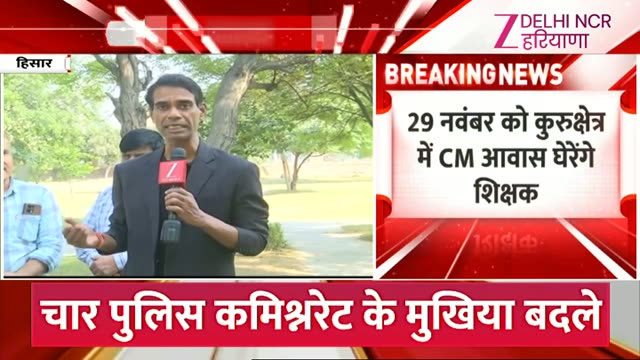 हिसार
Z DELHI NCR
हरियाणा
BREAKING NEWS
29 नवंबर को कुरुक्षेत्र
में CM आवास घेरेंगे
शिक्षक
चार पुलिस कमिश्नरेट के मुखिया बदले